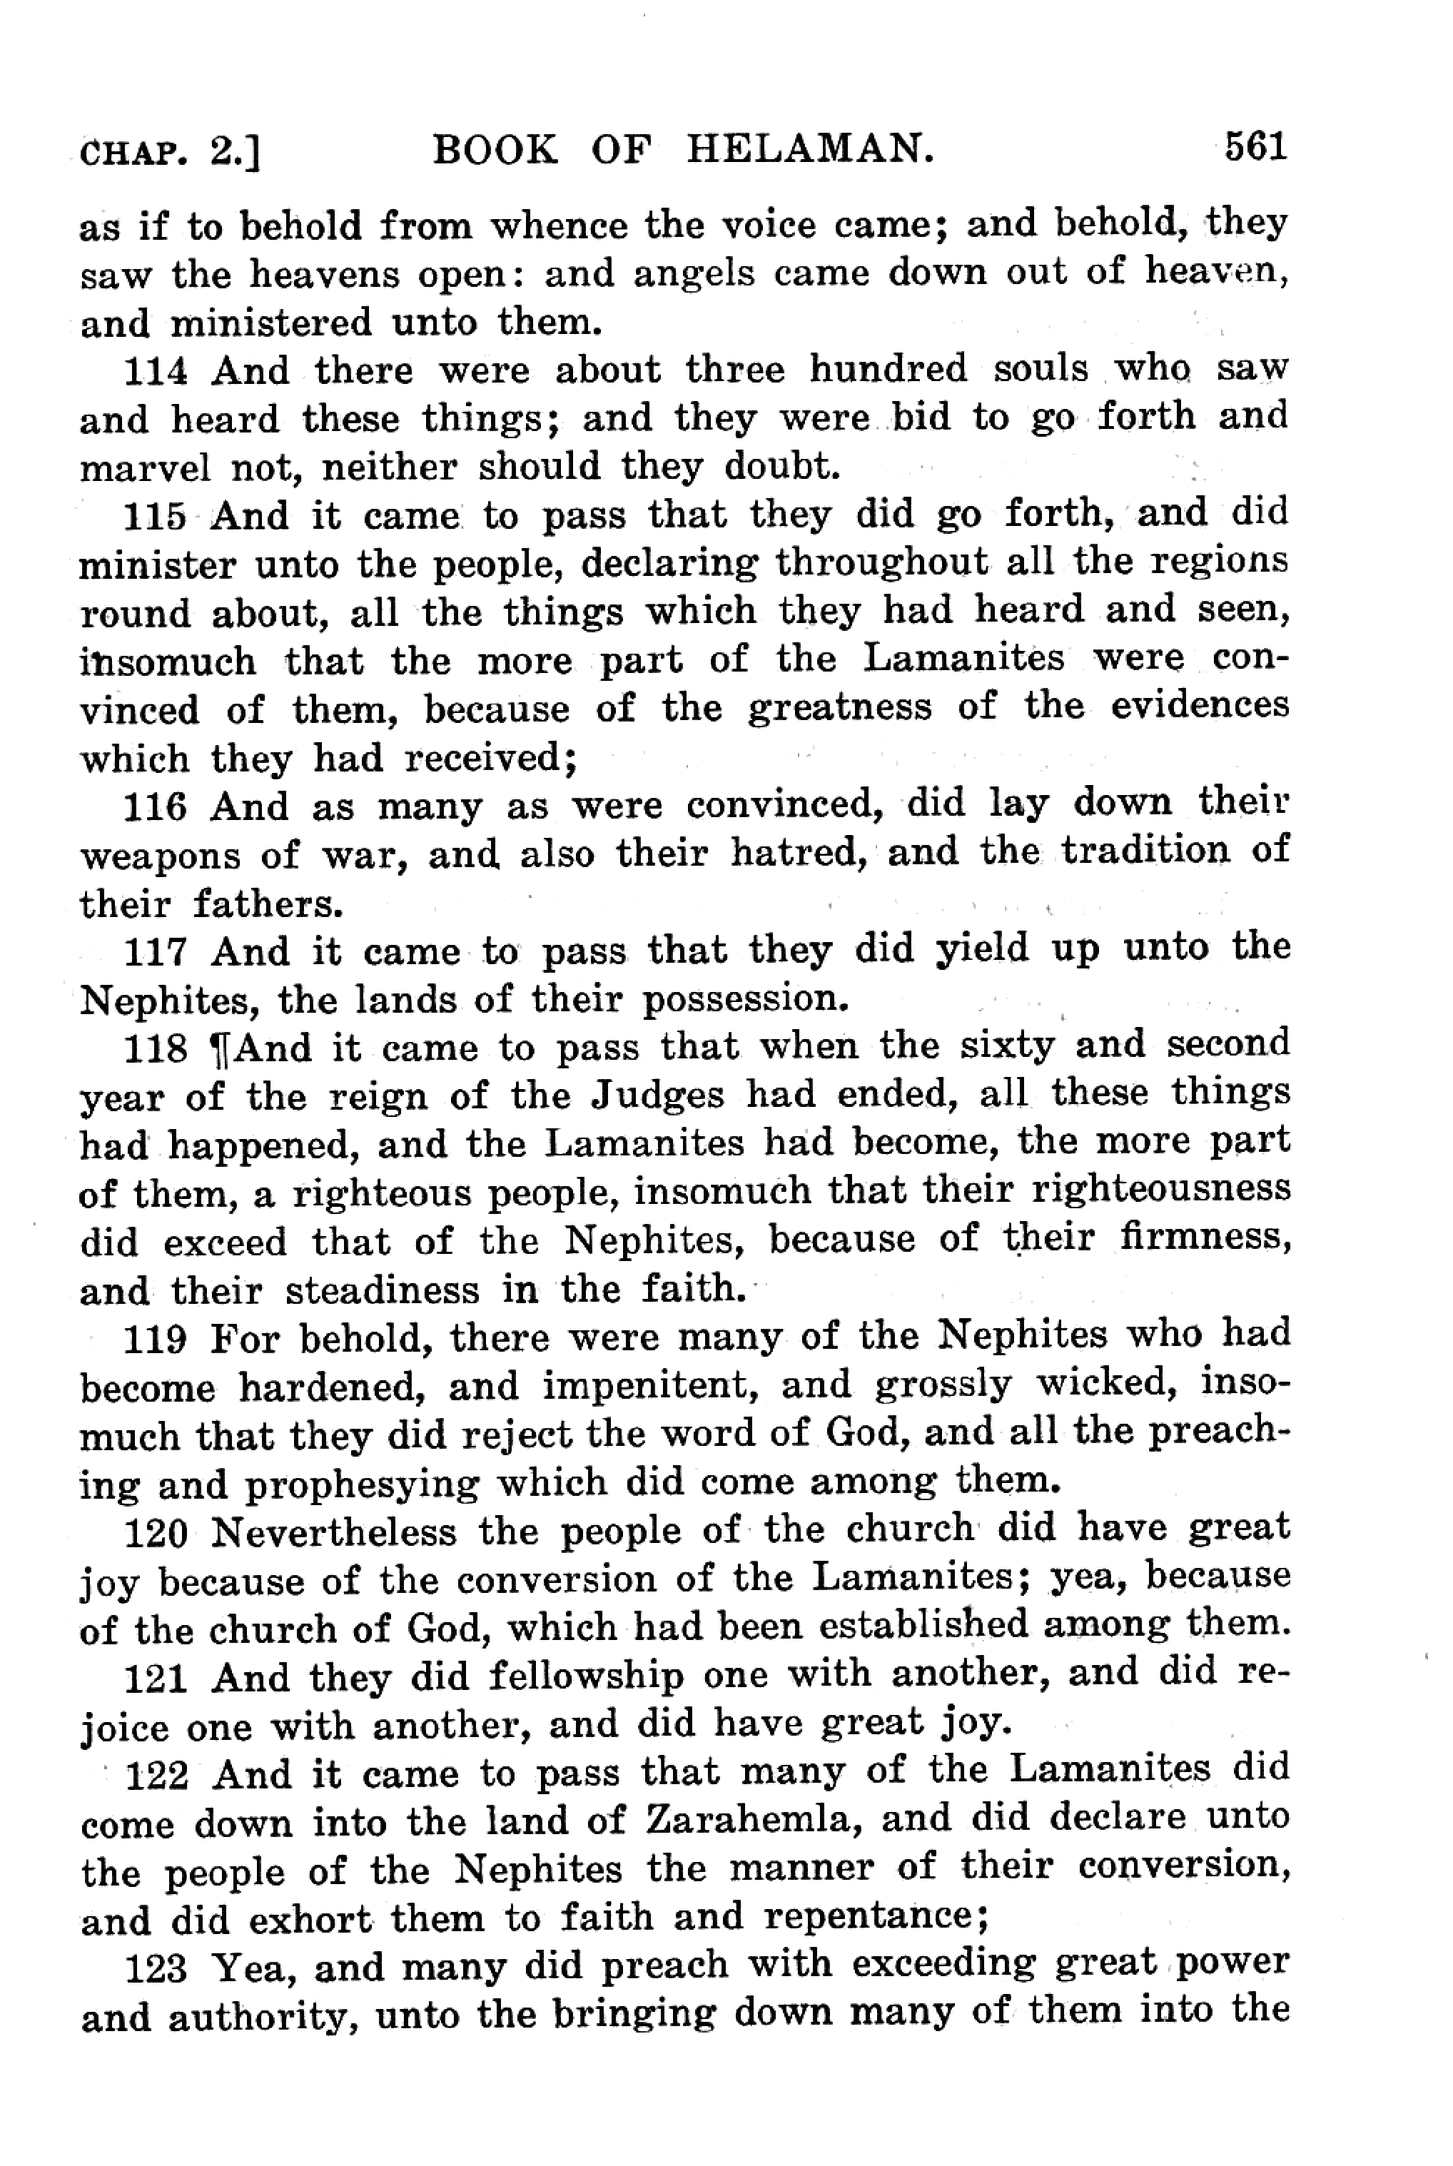 CHAP. 2.] BOOK OF HELAMAN. 561
as if to behold from whence the voice came; and behold, they
saw the heavens open: and angels came down out of heaven,
and ministered unto them.
114 And there were about three hundred souls who saw
and heard these things; and they were bid to go forth and
marvel not, neither should they doubt.
115 And it came to pass that they did go forth, and did
minister unto the people, declaring throughout all the regions
round about, all the things which they had heard and seen,
insomuch that the more part of the Lamanites were con-
vinced of them, because of the greatness of the evidences
which they had received;
116 And as many as were convinced, did lay down their
weapons of war, and also their hatred, and the tradition of
their fathers.
117 And it came to pass that they did yield up unto the
Nephites, the lands of their possession.
118 ¶And it came to pass that when the sixty and second
year of the reign of the Judges had ended, all these things
had happened, and the Lamanites had become, the more part
of them, a righteous people, insomuch that their righteousness
did exceed that of the Nephites, because of their firmness,
and their steadiness in the faith.
119 For behold, there were many of the Nephites who had
become hardened, and impenitent, and grossly wicked, inso-
much that they did reject the word of God, and all the preach-
ing and prophesying which did come among them.
120 Nevertheless the people of the church did have great
joy because of the conversion of the Lamanites; yea, because
of the church of God, which had been established among them.
121 And they did fellowship one with another, and did re-
joice one with another, and did have great joy.
122 And it came to pass that many of the Lamanites did
come down into the land of Zarahemla, and did declare unto
the people of the Nephites the manner of their conversion,
and did exhort them to faith and repentance;
123 Yea, and many did preach with exceeding great power
and authority, unto the bringing down many of them into the